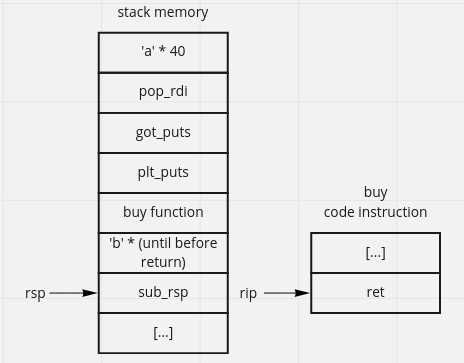 stack memory
'a' * 40
pop_rdi
got_puts
plt_puts
buy function
'b' * (until before
return)
rsp
sub_rsp
[...]
buy
code instruction
[...]
rip
ret